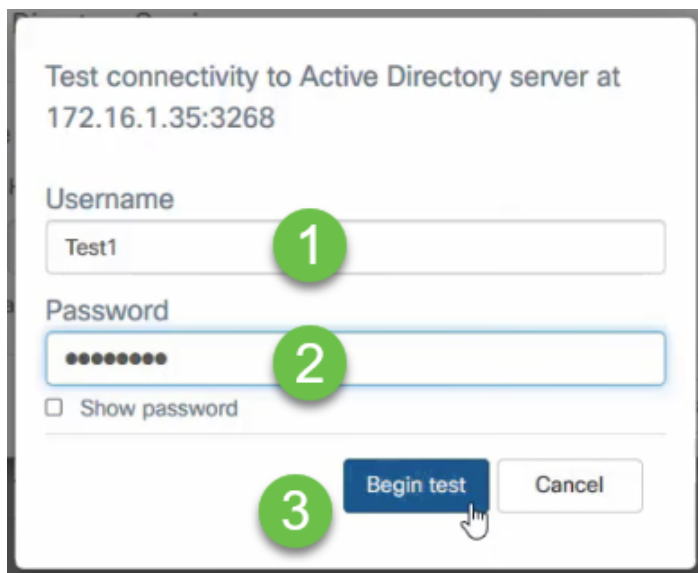 Test connectivity to Active Directory server at
172.16.1.35:3268
Username
Test1
1
Password
••••••••
2
Show password
3
Begin test
Cancel